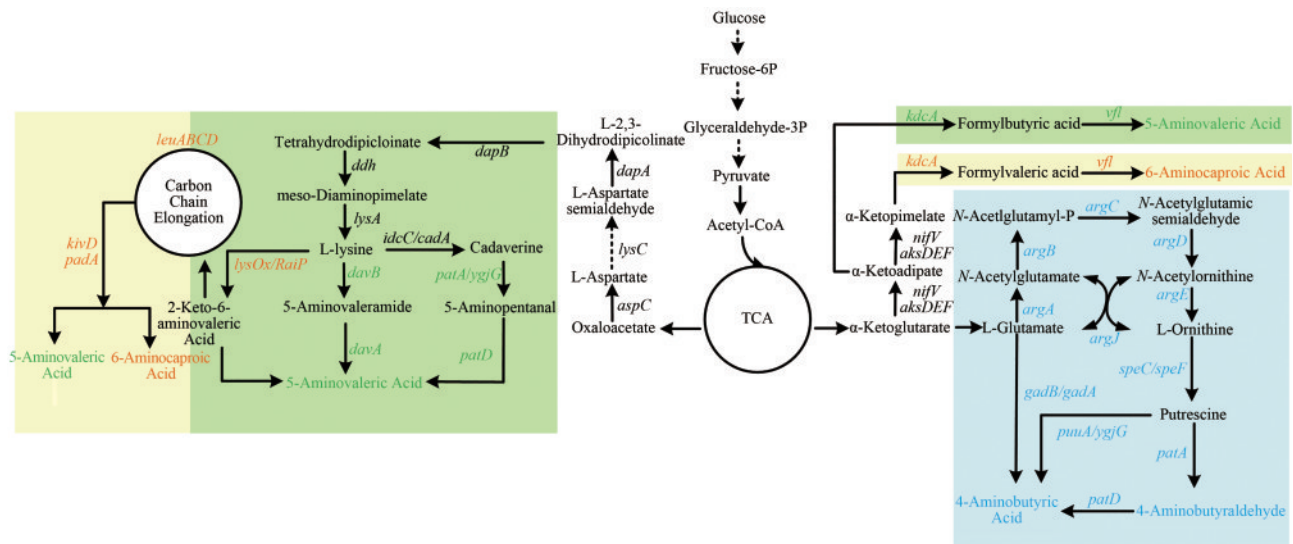 Glucose
Fructose-6P
Glyceraldehyde-3P
Pyruvate
Acetyl-CoA
TCA
leuABCD
Carbon
Chain
Elongation
kivD
padA
5-Aminovaleric
Acid
6-Aminocaproic
Acid
2-Keto-6-
aminovaleric
Acid
lysOx/RaiP
Tetrahydrodipicloinate
ddh
meso-Diaminopimelate
lysA
L-lysine
idcC/cadA
Cadaverine
davB
patA/ygjG
5-Aminovaleramide
5-Aminopentanal
davA
patD
5-Aminovaleric Acid
dapB
L-2,3-
Dihydrodipicolinate
dapA
L-Aspartate
semialdehyde
lysC
L-Aspartate
aspC
Oxaloacetate
kdcA
Formylbutyric acid
vfl
5-Aminovaleric Acid
kdcA
Formylvaleric acid
vfl
6-Aminocaproic Acid
α-Ketopimelate
nifV
aksDEF
α-Ketoadipate
nifV
aksDEF
α-Ketoglutarate
N-Acetlglutamyl-P
argC
N-Acetylglutamic
semialdehyde
argB
argD
N-Acetylglutamate
N-Acetylornithine
argA
argJ
argE
L-Glutamate
L-Ornithine
gadB/gadA
speC/speF
Putrescine
puuA/ygjG
patA
4-Aminobutyric
Acid
patD
4-Aminobutyraldehyde